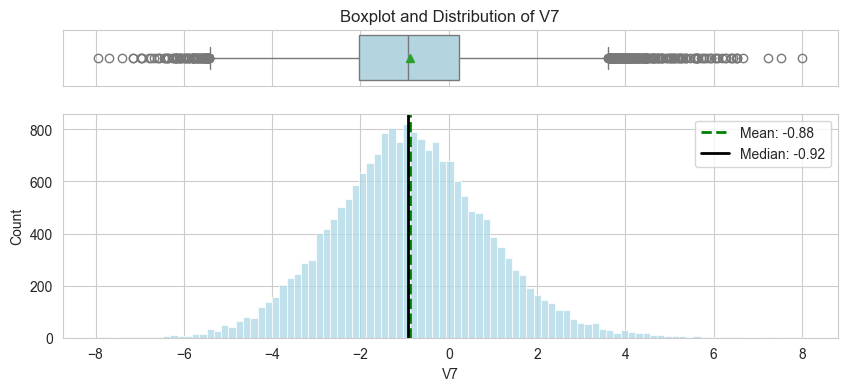 Boxplot and Distribution of V7
Mean: -0.88
Median: -0.92
800
600
400
200
0
Count
−8 −6 −4 −2 0 2 4 6 8
V7